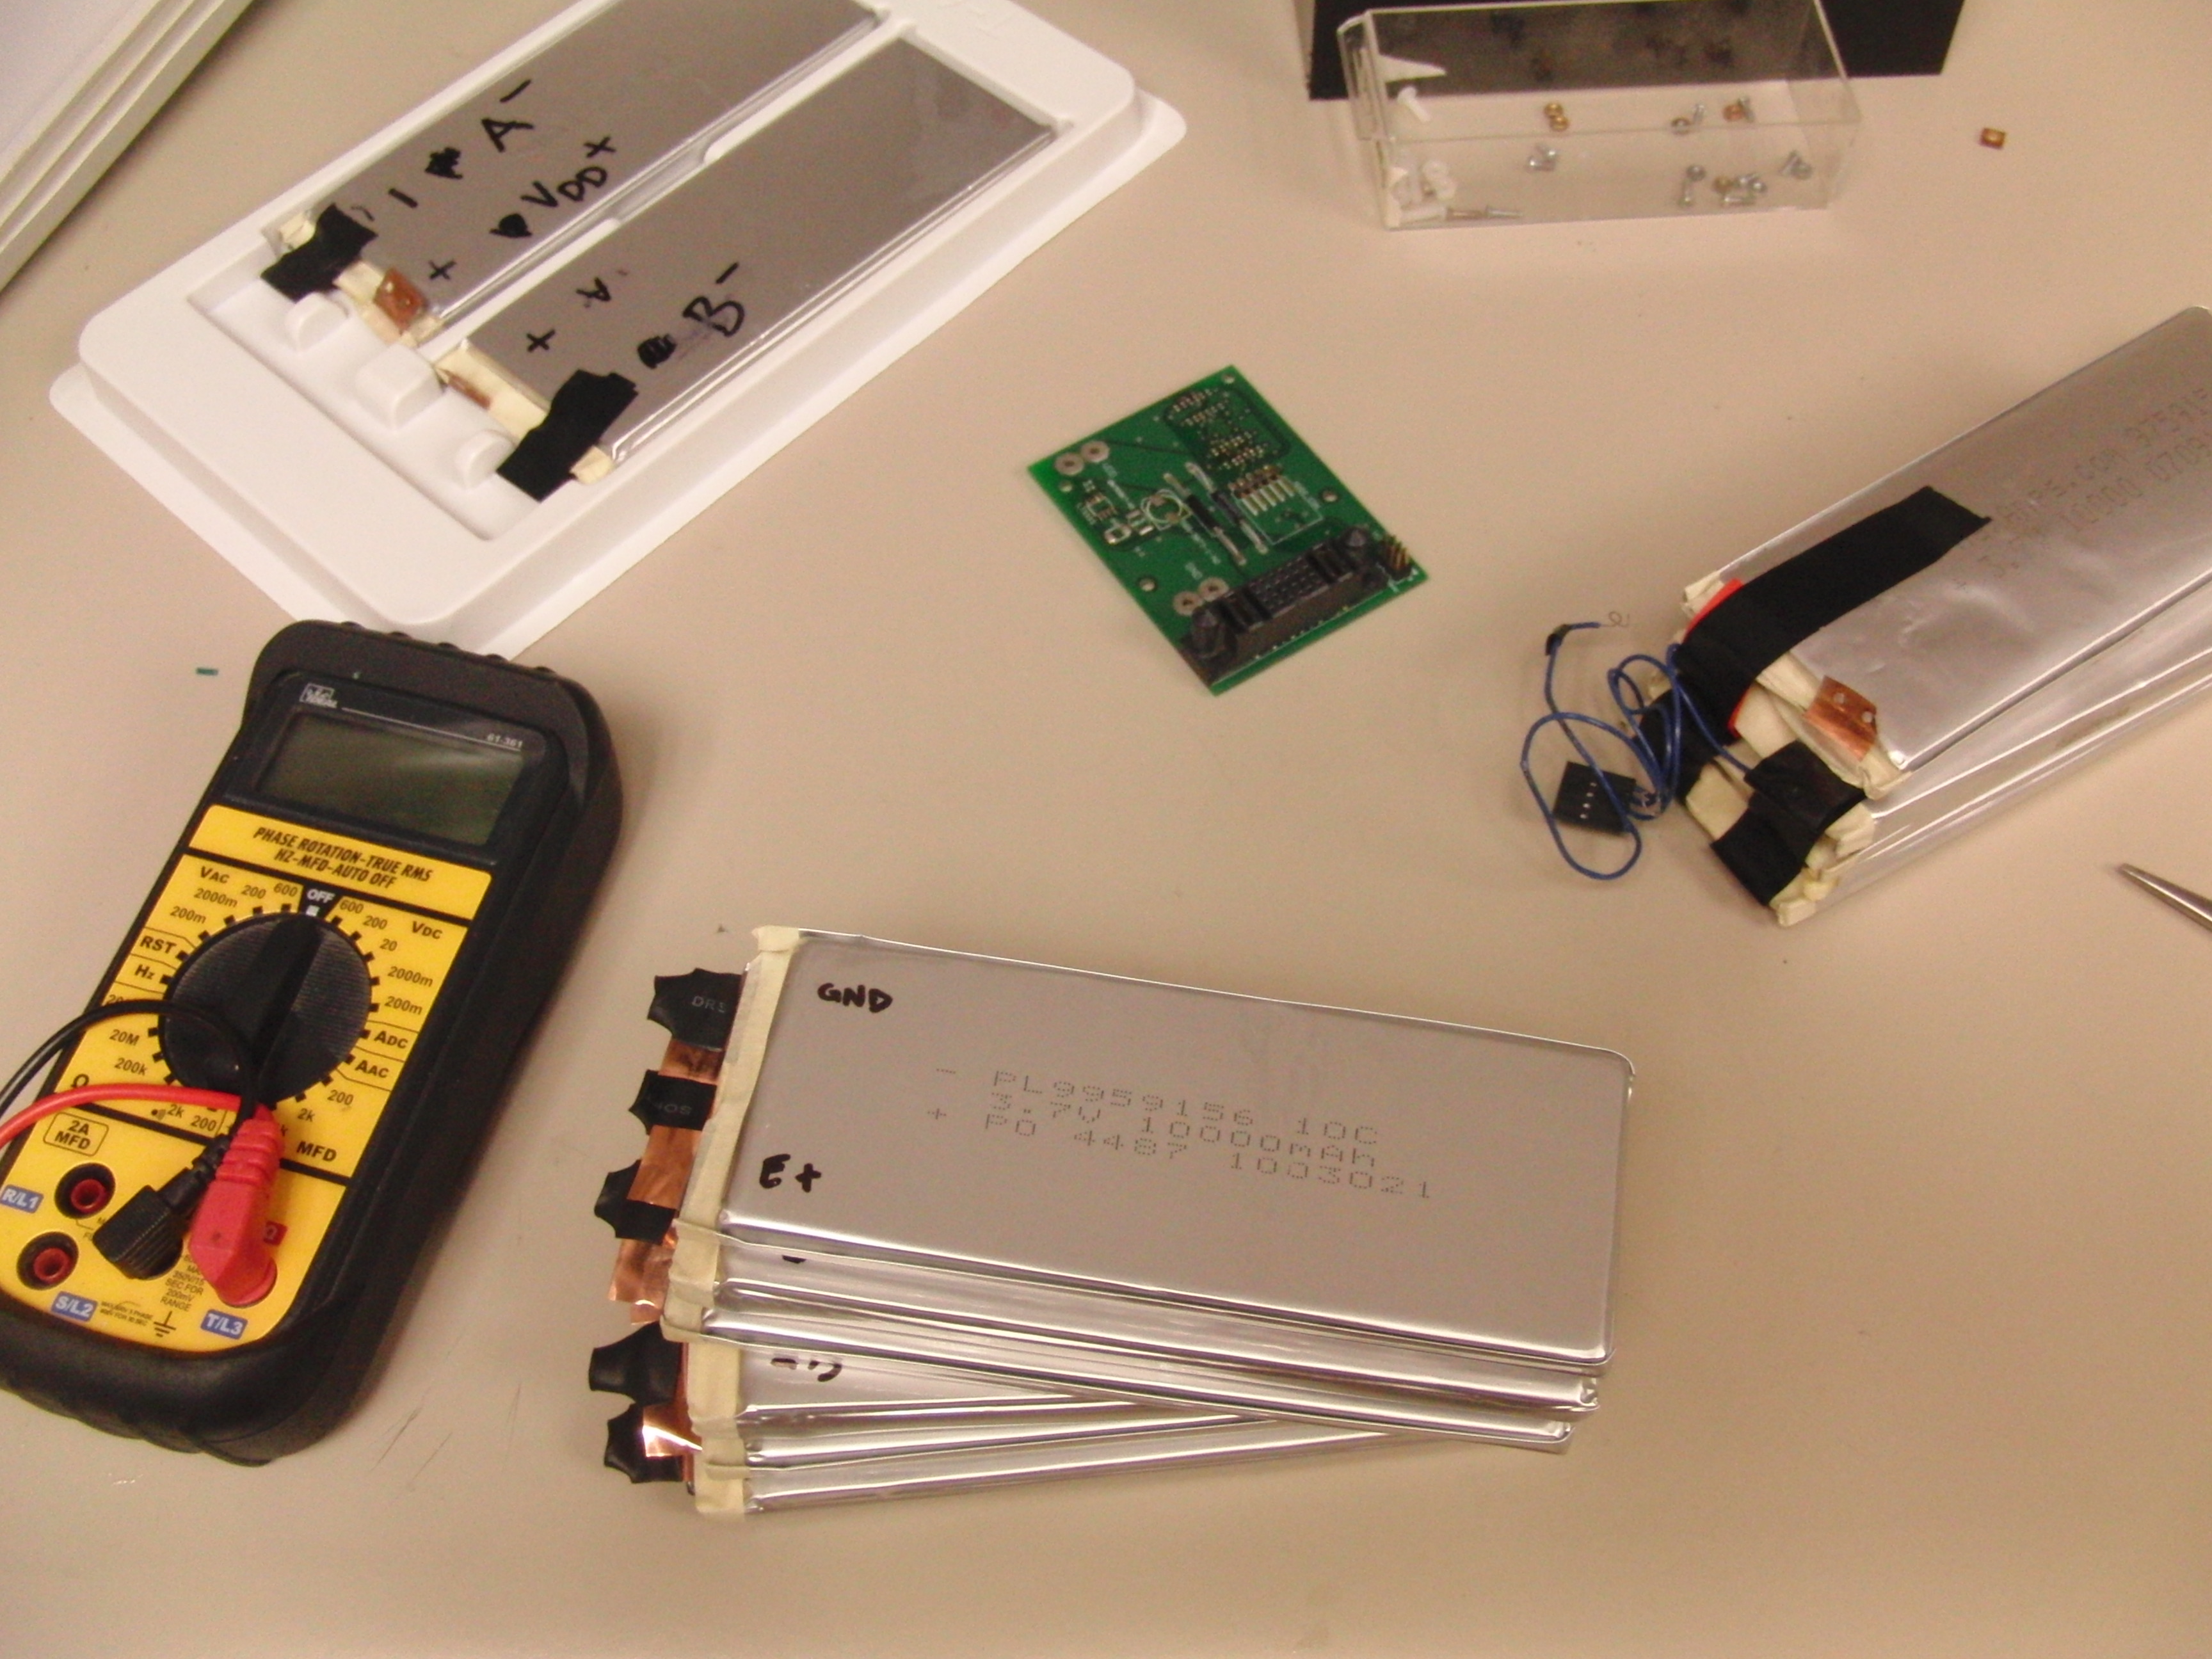 1 A -
VDD +
+
+
B -
61-361
PHASE ROTATION-TRUE RMS
HZ-MFD-AUTO OFF
VAC
2000m 200 600 OFF 600 200 VDC
200m
20
RST
2000m
Hz
200m
ADC
20M
AAC
200k
200
Ω
2k
2k
200
2A
MFD
MFD
R/L1
S/L2
T/L3
GND
- PL9959156 10C
3.7V 10000mAh
+ PO 4487 1003021
E+